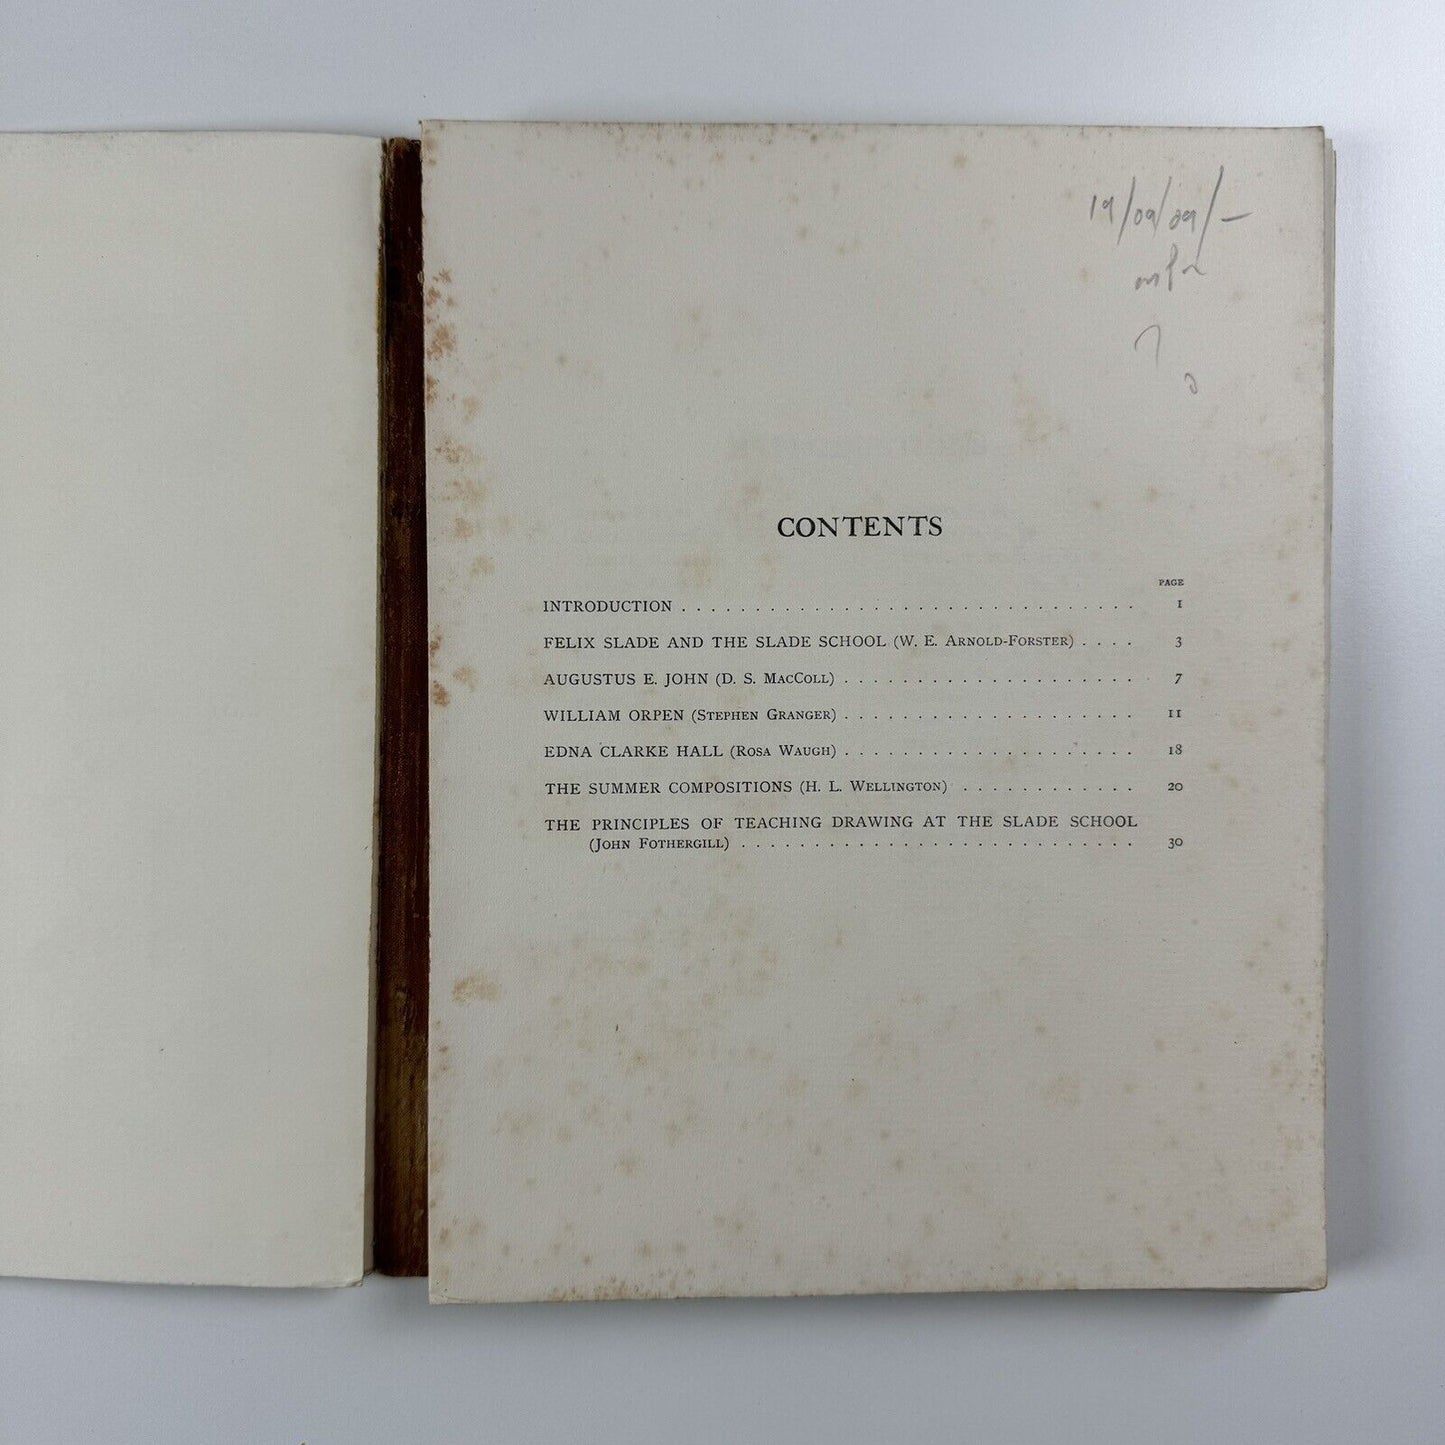 19/09/09/-
CONTENTS
PAGE
INTRODUCTION . . . . . . . . . . . . . . . . . . . . . . . . . . . . . . . 1
FELIX SLADE AND THE SLADE SCHOOL (W. E. Arnold-Forster) . . . . 3
AUGUSTUS E. JOHN (D. S. MacColl) . . . . . . . . . . . . . . . . . . . . . 7
WILLIAM ORPEN (Stephen Granger) . . . . . . . . . . . . . . . . . . . . 11
EDNA CLARKE HALL (Rosa Waugh) . . . . . . . . . . . . . . . . . . . . 18
THE SUMMER COMPOSITIONS (H. L. Wellington) . . . . . . . . . . . . 20
THE PRINCIPLES OF TEACHING DRAWING AT THE SLADE SCHOOL
(John Fothergill) . . . . . . . . . . . . . . . . . . . . . . . . . . . 30